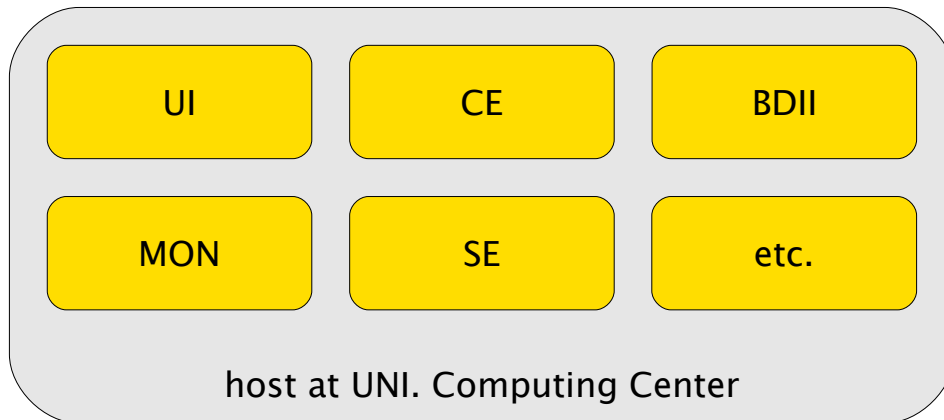 UI
CE
BDII
MON
SE
etc.
host at UNI. Computing Center